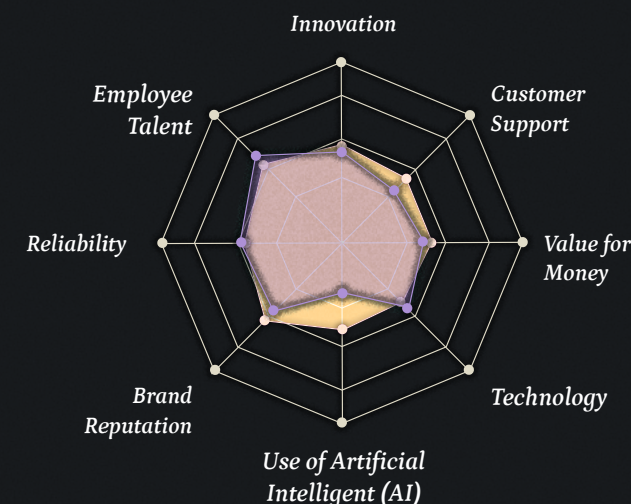 Innovation
Employee
Talent
Customer
Support
Reliability
Value for
Money
Brand
Reputation
Technology
Use of Artificial
Intelligent (AI)